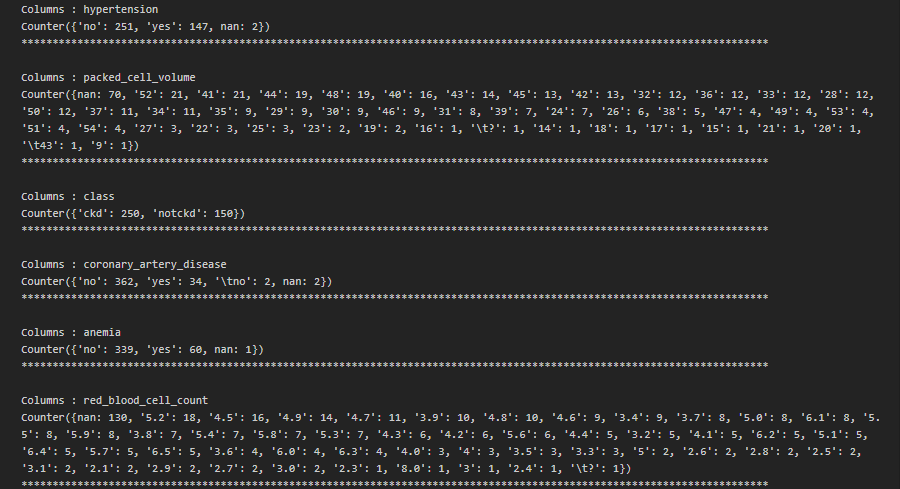 Columns : hypertension
Counter({'no': 251, 'yes': 147, nan: 2})
*************************************************************************************************************************

Columns : packed_cell_volume
Counter({nan: 70, '52': 21, '41': 21, '44': 19, '48': 19, '40': 16, '43': 14, '45': 13, '42': 13, '32': 12, '36': 12, '33': 12, '28': 12,
'50': 12, '37': 11, '34': 11, '35': 9, '29': 9, '30': 9, '46': 9, '31': 8, '39': 7, '24': 7, '26': 6, '38': 5, '47': 4, '49': 4, '53': 4,
'51': 4, '54': 4, '27': 3, '22': 3, '25': 3, '23': 2, '19': 2, '16': 1, '\t?': 1, '14': 1, '18': 1, '17': 1, '15': 1, '21': 1, '20': 1,
'\t43': 1, '9': 1})
*************************************************************************************************************************

Columns : class
Counter({'ckd': 250, 'notckd': 150})
*************************************************************************************************************************

Columns : coronary_artery_disease
Counter({'no': 362, 'yes': 34, '\tno': 2, nan: 2})
*************************************************************************************************************************

Columns : anemia
Counter({'no': 339, 'yes': 60, nan: 1})
*************************************************************************************************************************

Columns : red_blood_cell_count
Counter({nan: 130, '5.2': 18, '4.5': 16, '4.9': 14, '4.7': 11, '3.9': 10, '4.8': 10, '4.6': 9, '3.4': 9, '3.7': 8, '5.0': 8, '6.1': 8, '5.
5': 8, '5.9': 8, '3.8': 7, '5.4': 7, '5.8': 7, '5.3': 7, '4.3': 6, '4.2': 6, '5.6': 6, '4.4': 5, '3.2': 5, '4.1': 5, '6.2': 5, '5.1': 5,
'6.4': 5, '5.7': 5, '6.5': 5, '3.6': 4, '6.0': 4, '6.3': 4, '4.0': 3, '4': 3, '3.5': 3, '3.3': 3, '5': 2, '2.6': 2, '2.8': 2, '2.5': 2,
'3.1': 2, '2.1': 2, '2.9': 2, '2.7': 2, '3.0': 2, '2.3': 1, '8.0': 1, '3': 1, '2.4': 1, '\t?': 1})
*************************************************************************************************************************